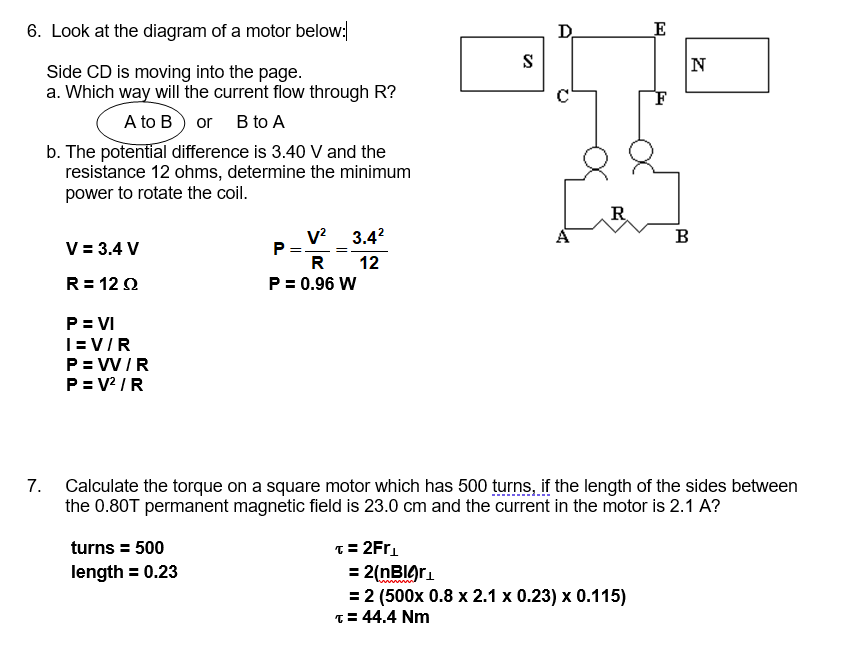 6. Look at the diagram of a motor below:
Side CD is moving into the page.
a. Which way will the current flow through R?
A to B or B to A
b. The potential difference is 3.40 V and the
resistance 12 ohms, determine the minimum
power to rotate the coil.
V = 3.4 V
R = 12 Ω
P = V² / R = 3.4² / 12
P = 0.96 W
P = VI
I = V / R
P = VV / R
P = V² / R
D E
S N
C F
R
A B
7. Calculate the torque on a square motor which has 500 turns, if the length of the sides between
the 0.80T permanent magnetic field is 23.0 cm and the current in the motor is 2.1 A?
turns = 500
length = 0.23
τ = 2Fr⊥
= 2(nBIℓ)r⊥
= 2 (500x 0.8 x 2.1 x 0.23) x 0.115)
τ = 44.4 Nm